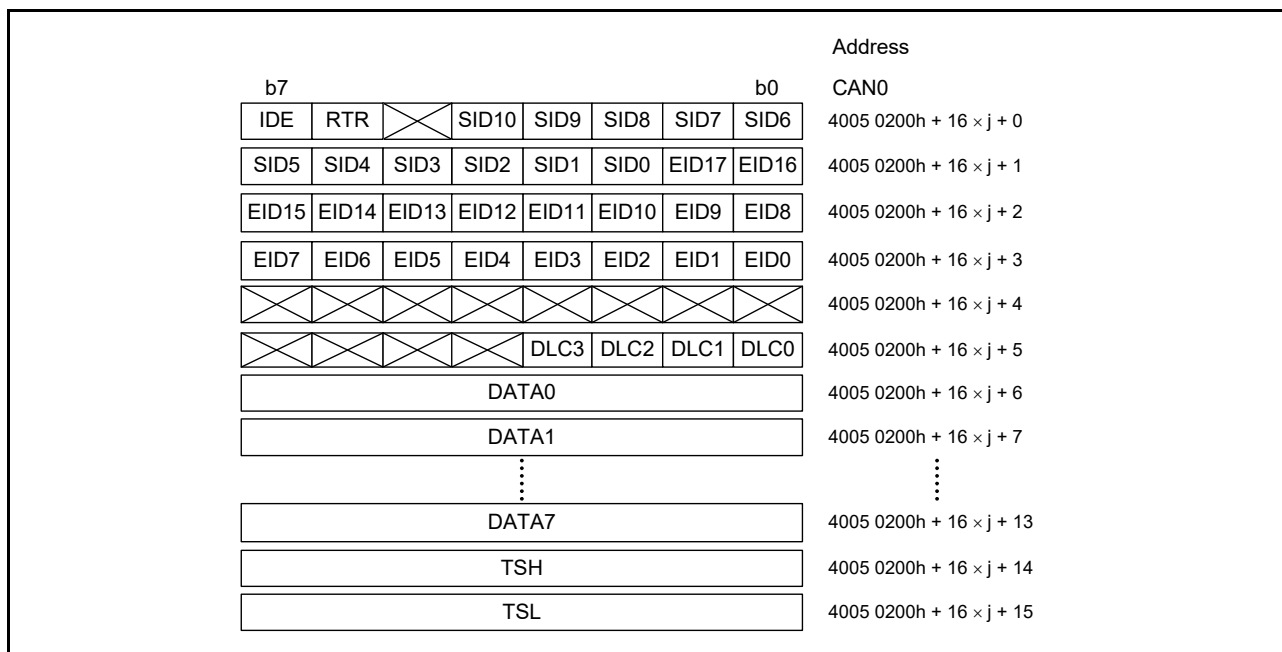 Address
b7 b0 CAN0
IDE RTR SID10 SID9 SID8 SID7 SID6 4005 0200h + 16 × j + 0
SID5 SID4 SID3 SID2 SID1 SID0 EID17 EID16 4005 0200h + 16 × j + 1
EID15 EID14 EID13 EID12 EID11 EID10 EID9 EID8 4005 0200h + 16 × j + 2
EID7 EID6 EID5 EID4 EID3 EID2 EID1 EID0 4005 0200h + 16 × j + 3
4005 0200h + 16 × j + 4
DLC3 DLC2 DLC1 DLC0 4005 0200h + 16 × j + 5
DATA0 4005 0200h + 16 × j + 6
DATA1 4005 0200h + 16 × j + 7
DATA7 4005 0200h + 16 × j + 13
TSH 4005 0200h + 16 × j + 14
TSL 4005 0200h + 16 × j + 15